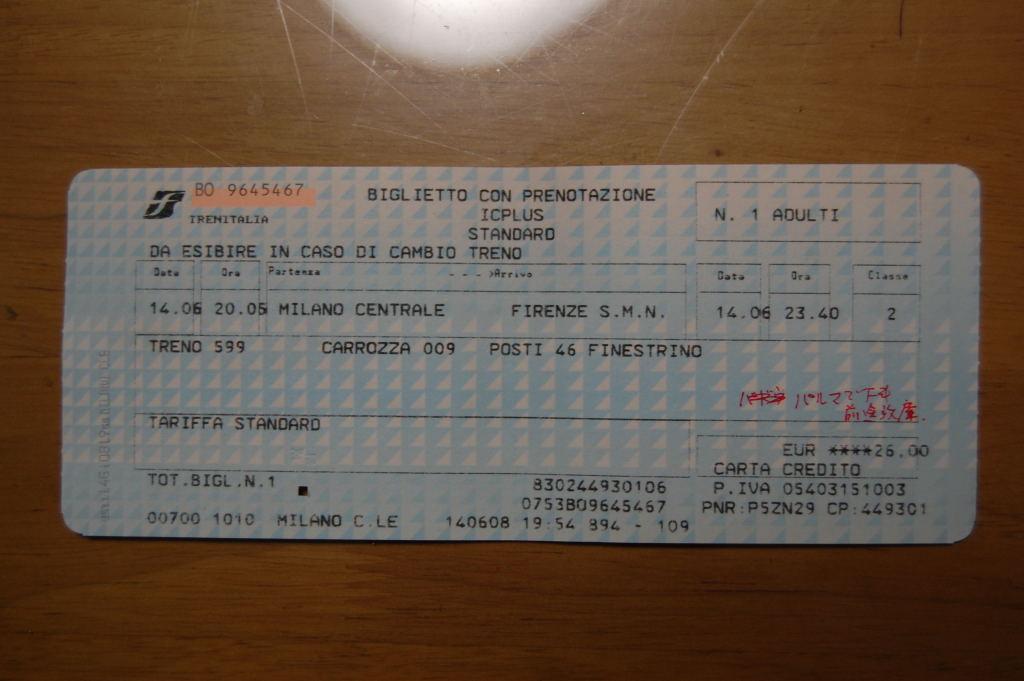 BO 9645467
TRENITALIA
BIGLIETTO CON PRENOTAZIONE
ICPLUS
STANDARD
N. 1 ADULTI
DA ESIBIRE IN CASO DI CAMBIO TRENO
Data Ora Partenza - - - >Arrivo Data Ora Classe
14.06 20.05 MILANO CENTRALE FIRENZE S.M.N. 14.06 23.40 2
TRENO 599 CARROZZA 009 POSTI 46 FINESTRINO
パルマで下車
前途放棄.
TARIFFA STANDARD
EUR ****26.00
CARTA CREDITO
TOT.BIGL.N.1 830244930106 P.IVA 05403151003
0753BO9645467 PNR:P5ZN29 CP:449301
00700 1010 MILANO C.LE 140608 19:54 894 - 109